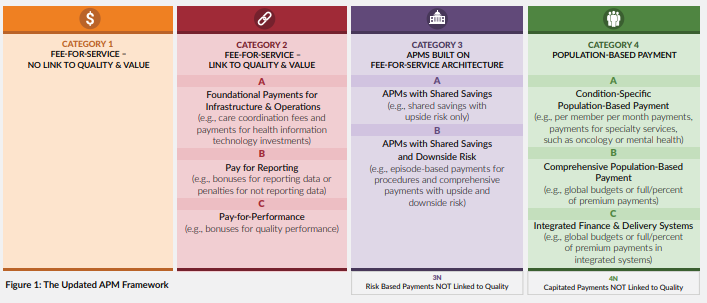 $
CATEGORY 1
FEE-FOR-SERVICE –
NO LINK TO QUALITY & VALUE
CATEGORY 2
FEE-FOR-SERVICE –
LINK TO QUALITY & VALUE
A
Foundational Payments for
Infrastructure & Operations
(e.g., care coordination fees and
payments for health information
technology investments)
B
Pay for Reporting
(e.g., bonuses for reporting data or
penalties for not reporting data)
C
Pay-for-Performance
(e.g., bonuses for quality performance)
CATEGORY 3
APMS BUILT ON
FEE-FOR-SERVICE ARCHITECTURE
A
APMs with Shared Savings
(e.g., shared savings with
upside risk only)
B
APMs with Shared Savings
and Downside Risk
(e.g., episode-based payments for
procedures and comprehensive
payments with upside and
downside risk)
CATEGORY 4
POPULATION-BASED PAYMENT
A
Condition-Specific
Population-Based Payment
(e.g., per member per month payments,
payments for specialty services,
such as oncology or mental health)
B
Comprehensive Population-Based
Payment
(e.g., global budgets or full/percent
of premium payments)
C
Integrated Finance & Delivery Systems
(e.g., global budgets or full/percent
of premium payments in
integrated systems)
Figure 1: The Updated APM Framework
3N
Risk Based Payments NOT Linked to Quality
4N
Capitated Payments NOT Linked to Quality